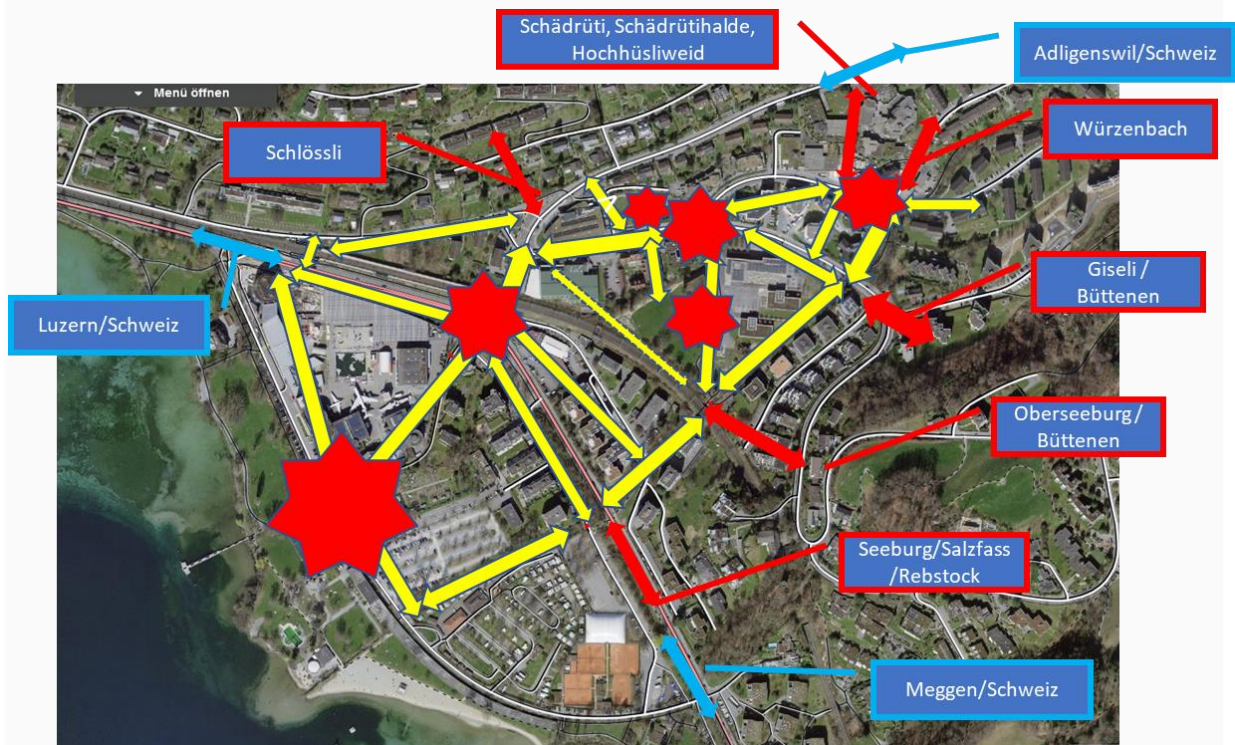 Schädrüti, Schädrütihalde,
Hochhüsliweid
Adligenswil/Schweiz
Menü öffnen
Würzenbach
Schlössli
Giseli /
Büttenen
Luzern/Schweiz
Oberseeburg/
Büttenen
Seeburg/Salzfass
/Rebstock
Meggen/Schweiz